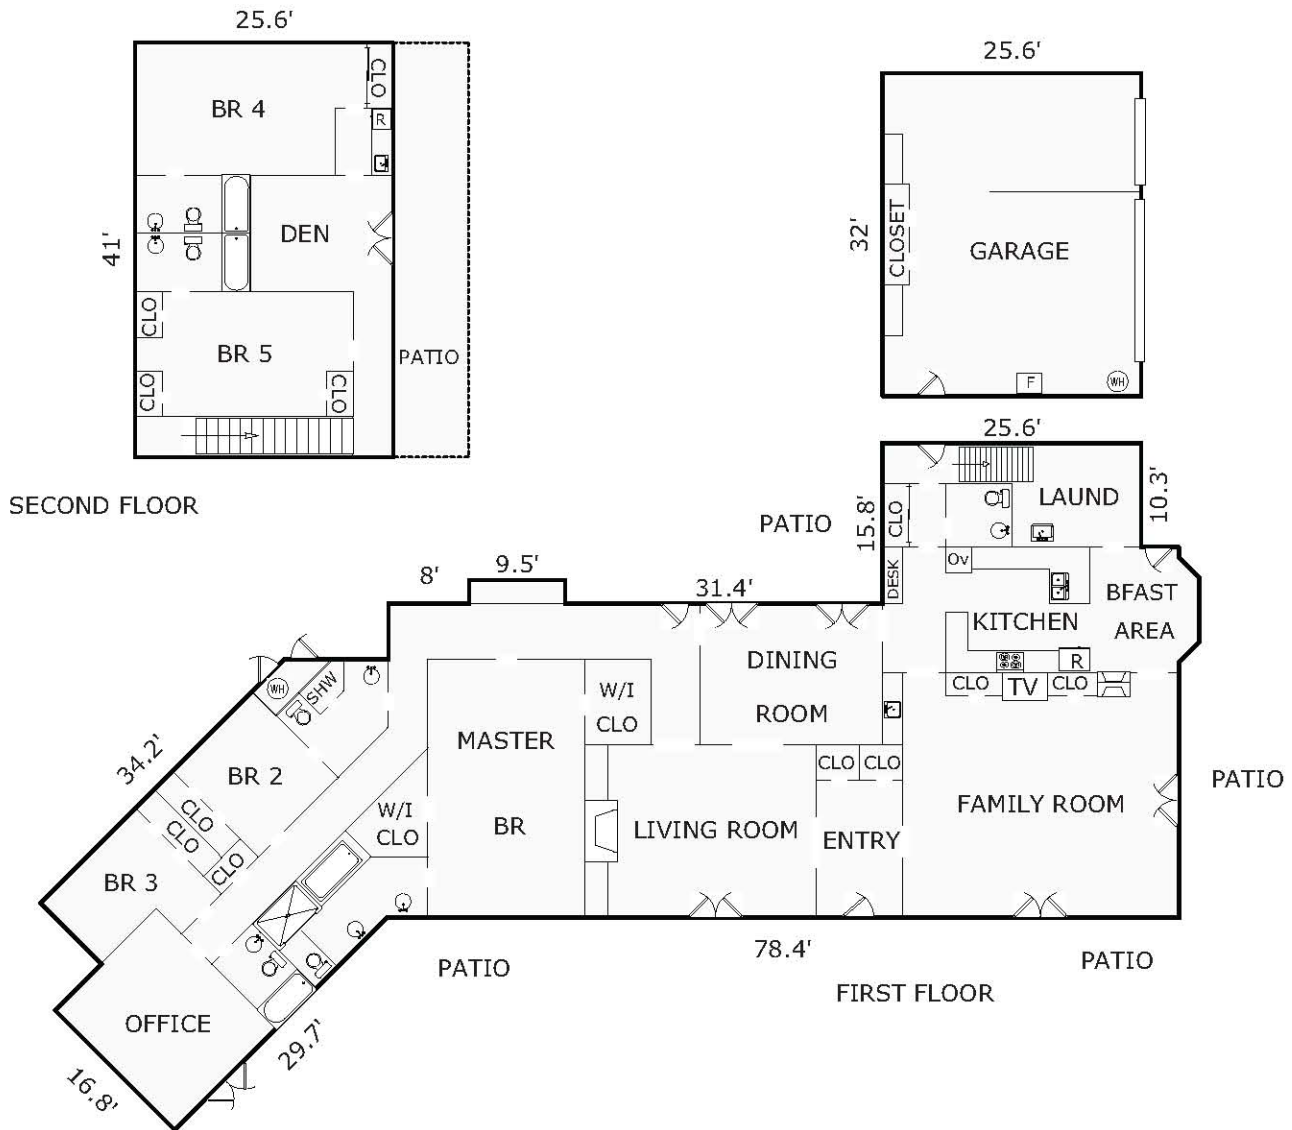 25.6'
BR 4
CLO
R
41'
DEN
CLO
BR 5
PATIO
CLO
CLO
SECOND FLOOR
25.6'
32'
CLOSET
GARAGE
F
WH
25.6'
15.8'
CLO
LAUND
10.3'
PATIO
DESK
Ov
KITCHEN
BFAST
AREA
R
CLO
TV
CLO
8'
9.5'
31.4'
DINING
ROOM
W/I
CLO
MASTER
BR
WH
SHW
34.2'
BR 2
CLO
CLO
CLO
W/I
CLO
BR 3
LIVING ROOM
CLO
CLO
ENTRY
FAMILY ROOM
PATIO
OFFICE
16.8'
29.7'
PATIO
78.4'
PATIO
FIRST FLOOR